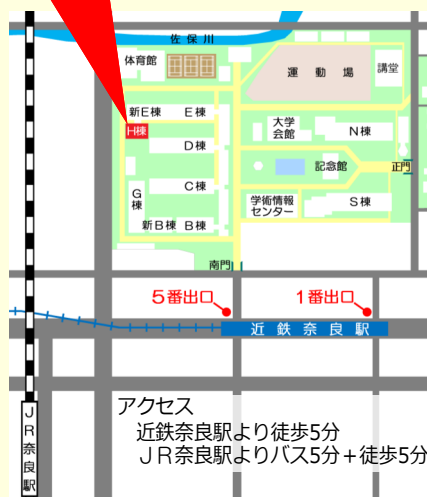 佐保川
体育館
運動場
講堂
新E棟
E棟
H棟
大学
会館
N棟
D棟
記念館
正門
C棟
G
棟
学術情報
センター
S棟
新B棟
B棟
南門
5番出口
1番出口
近鉄奈良駅
JR奈良駅
アクセス
近鉄奈良駅より徒歩5分
JR奈良駅よりバス5分+徒歩5分